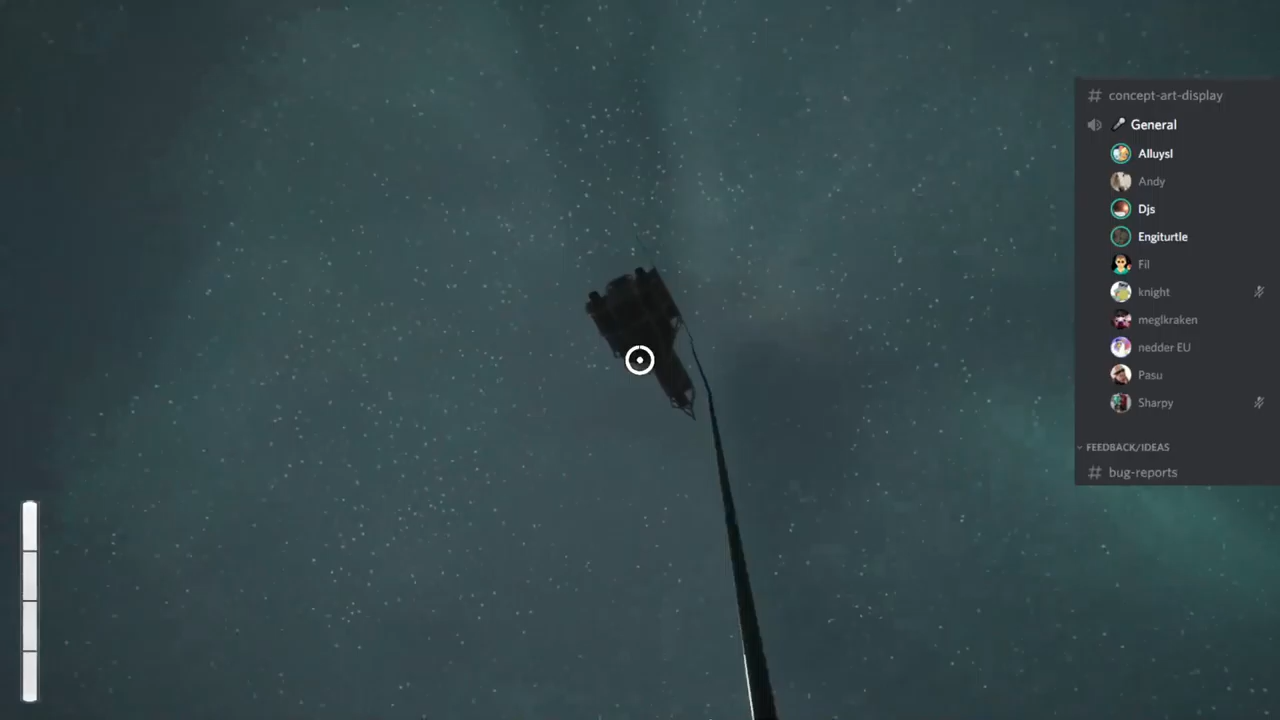 # concept-art-display
General
Alluysl
Andy
Djs
Engiturtle
Fil
knight
meglkraken
nedder EU
Pasu
Sharpy
FEEDBACK/IDEAS
# bug-reports